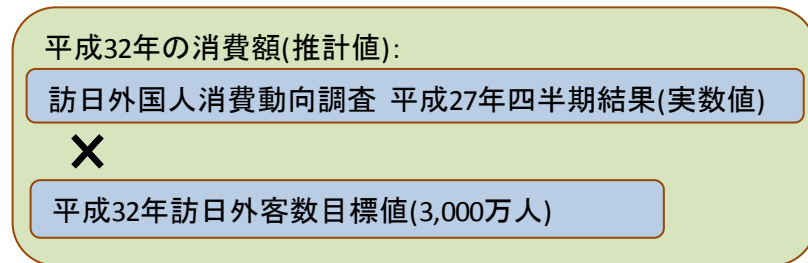 平成32年の消費額(推計値):
訪日外国人消費動向調査 平成27年四半期結果(実数値)
×
平成32年訪日外客数目標値(3,000万人)